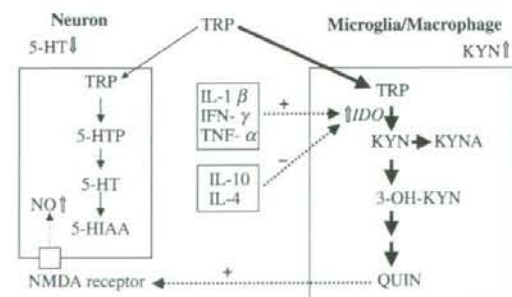 Neuron
TRP
Microglia/Macrophage
5-HT⇓
KYN⇑
TRP
5-HTP
5-HT
5-HIAA
NO⇑
NMDA receptor
IL-1 β
IFN- γ
TNF- α
+
IL-10
IL-4
−
TRP
⇑IDO
KYN
KYNA
3-OH-KYN
QUIN
+